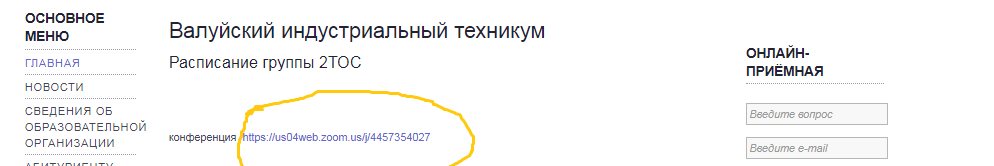 ОСНОВНОЕ
МЕНЮ
ГЛАВНАЯ
НОВОСТИ
СВЕДЕНИЯ ОБ
ОБРАЗОВАТЕЛЬНОЙ
ОРГАНИЗАЦИИ
АБИТУРИЕНТУ
Валуйский индустриальный техникум
Расписание группы 2ТОС
конференция https://us04web.zoom.us/j/4457354027
ОНЛАЙН-
ПРИЁМНАЯ
Введите вопрос
Введите e-mail